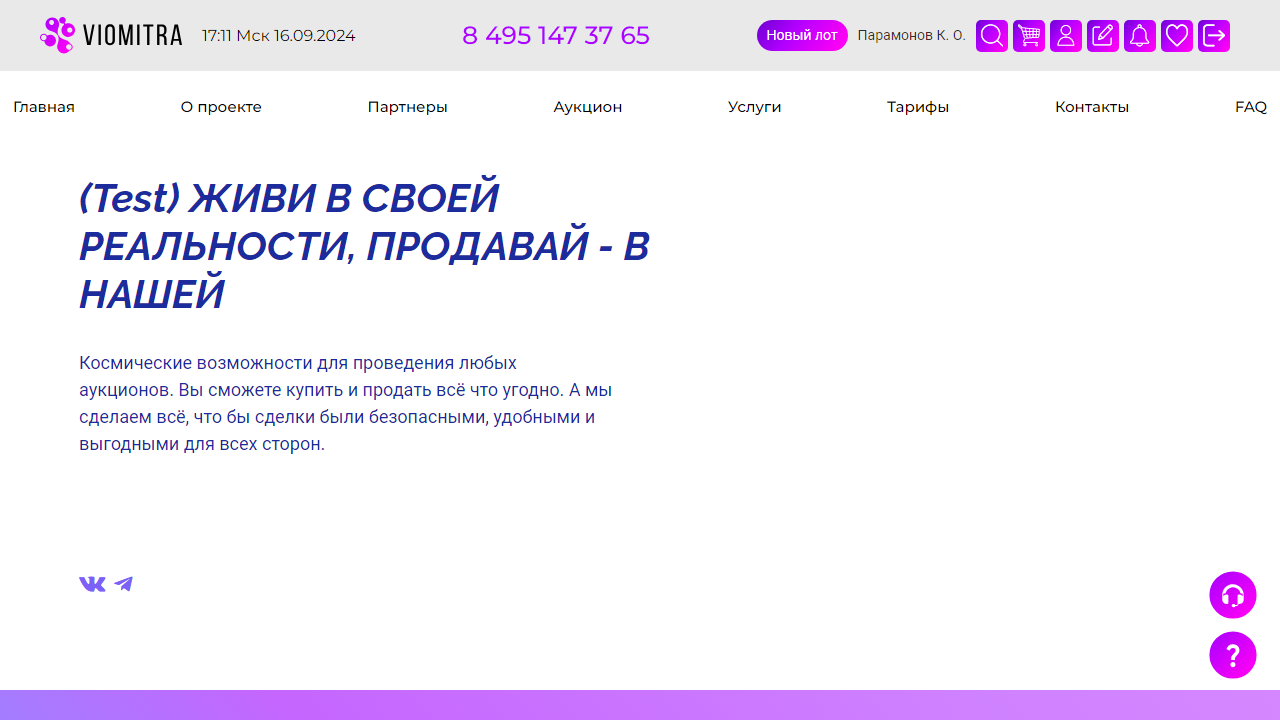 VIOMITRA 17:11 Мск 16.09.2024 8 495 147 37 65 Новый лот Парамонов К. О.
Главная О проекте Партнеры Аукцион Услуги Тарифы Контакты FAQ
(Test) ЖИВИ В СВОЕЙ
РЕАЛЬНОСТИ, ПРОДАВАЙ - В
НАШЕЙ
Космические возможности для проведения любых
аукционов. Вы сможете купить и продать всё что угодно. А мы
сделаем всё, что бы сделки были безопасными, удобными и
выгодными для всех сторон.
?